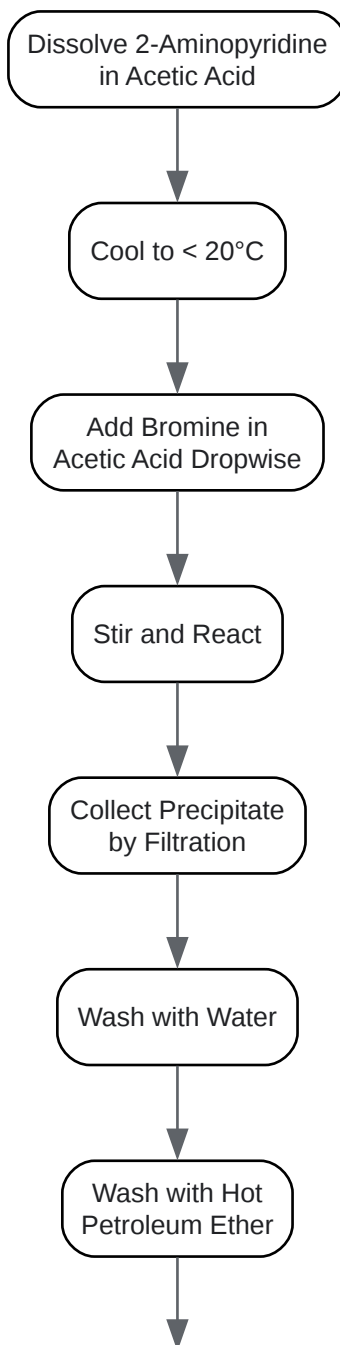 Dissolve 2-Aminopyridine
in Acetic Acid
Cool to < 20°C
Add Bromine in
Acetic Acid Dropwise
Stir and React
Collect Precipitate
by Filtration
Wash with Water
Wash with Hot
Petroleum Ether